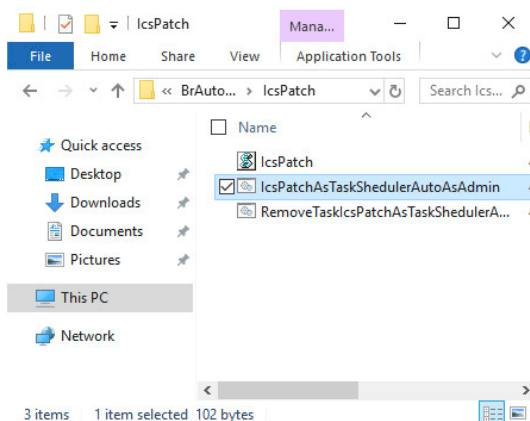 IcsPatch
Mana...
File Home Share View Application Tools
« BrAuto... > IcsPatch Search Ics...
Name
Quick access
Desktop
Downloads
Documents
Pictures
This PC
Network
IcsPatch
IcsPatchAsTaskShedulerAutoAsAdmin
RemoveTaskIcsPatchAsTaskShedulerA...
3 items 1 item selected 102 bytes